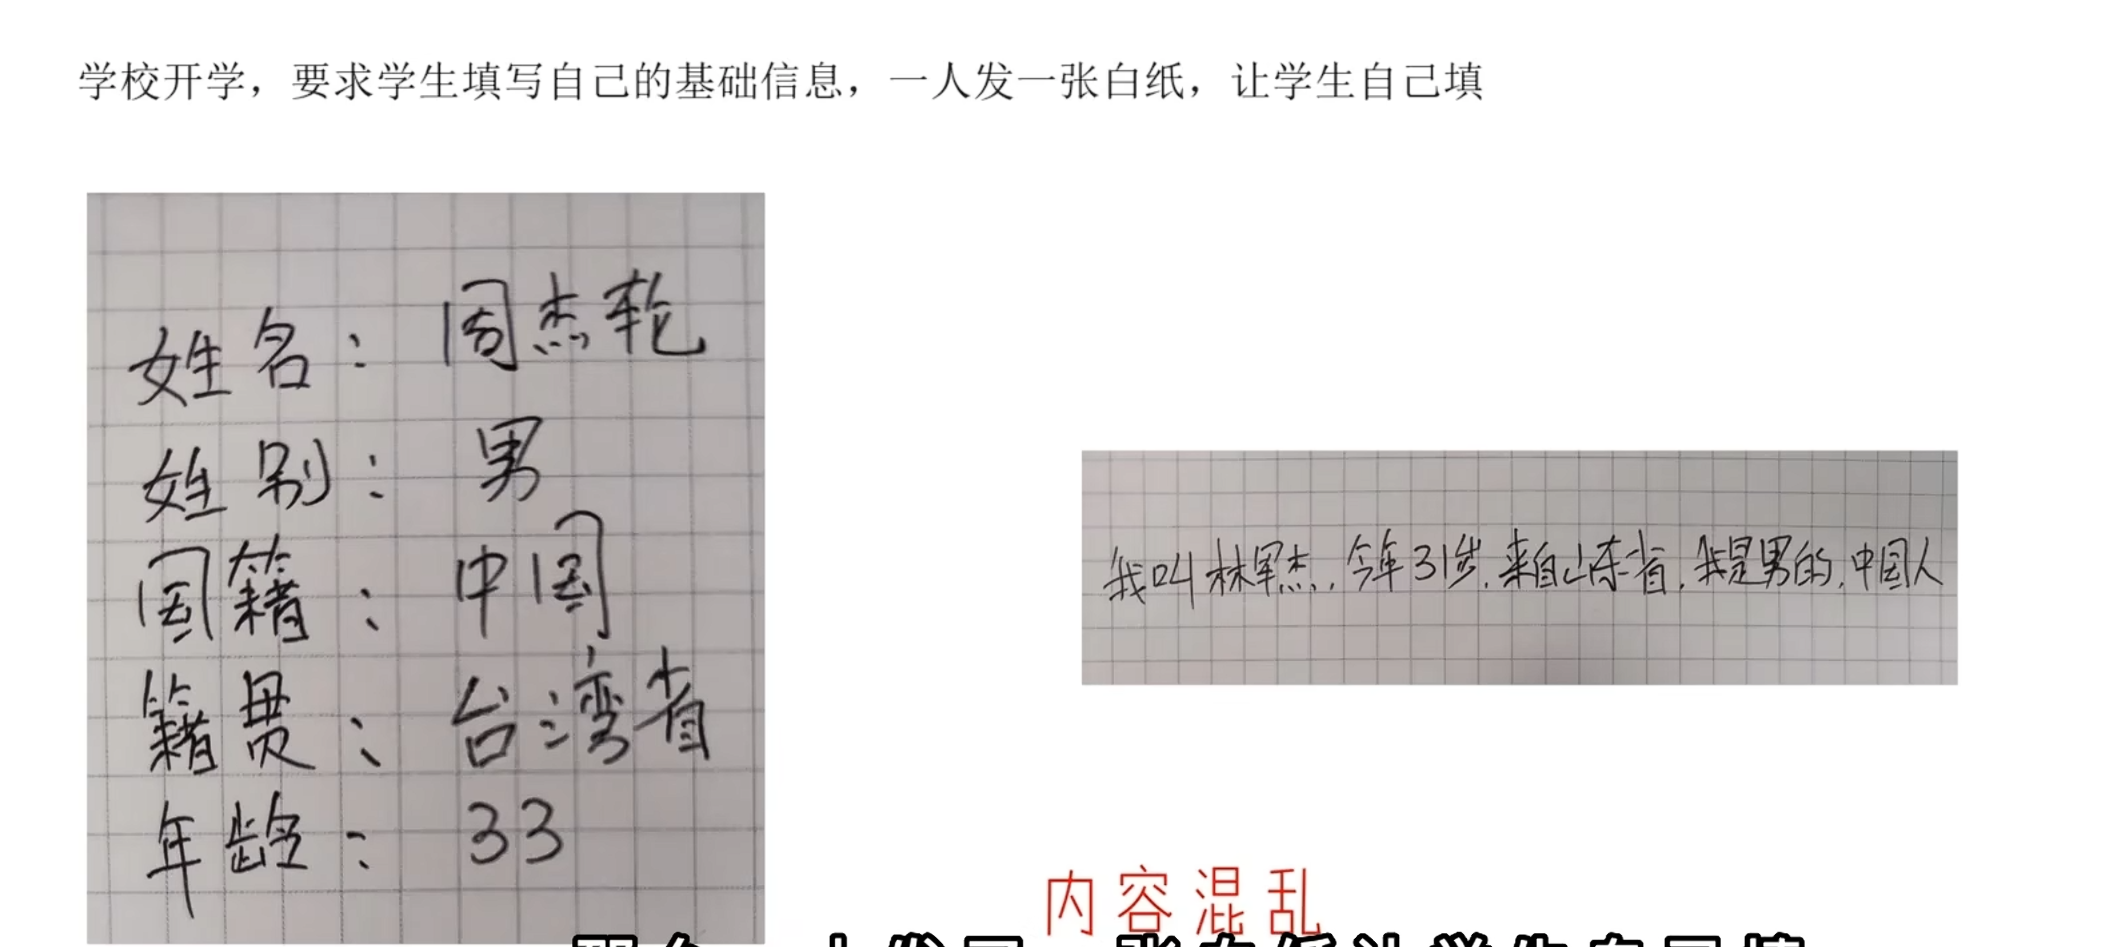 学校开学，要求学生填写自己的基础信息，一人发一张白纸，让学生自己填
姓名：周杰轮
姓别：男
国籍：中国
籍贯：台湾省
年龄：33
我叫林军杰，今年31岁，来自山东省，我是男的，中国人
内容混乱